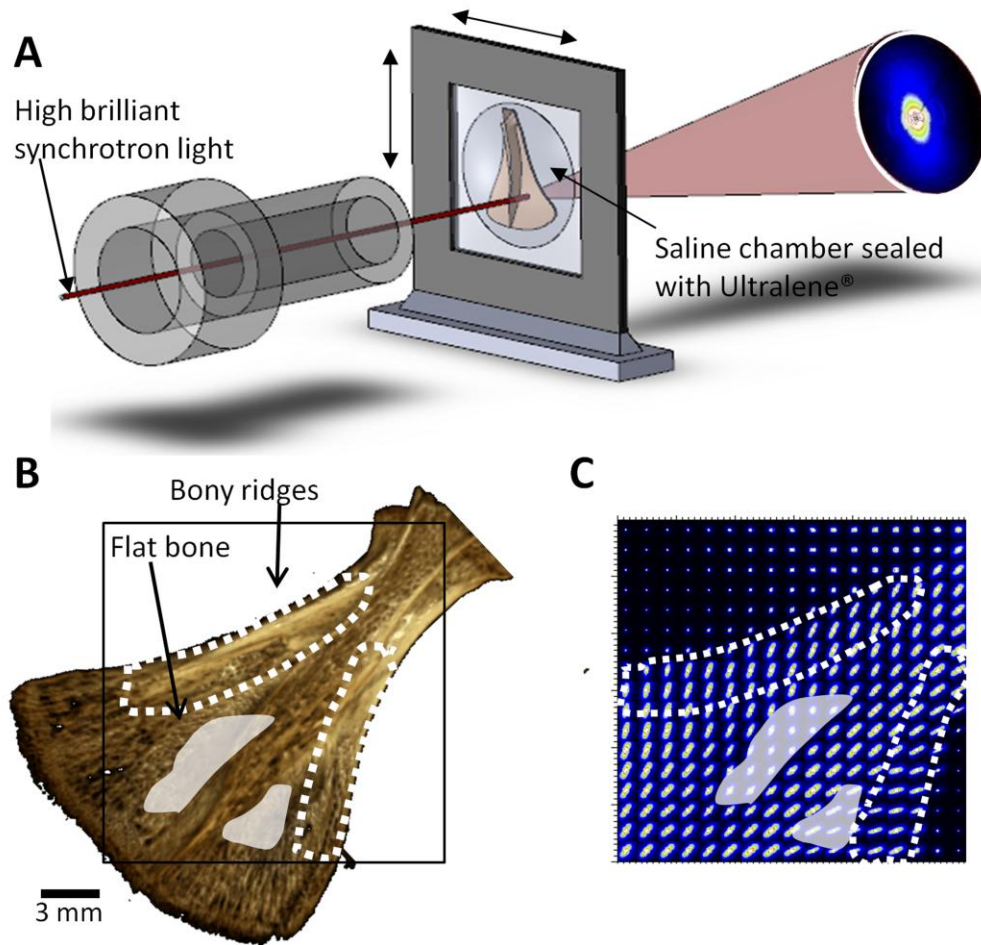 A
High brilliant
synchrotron light
Saline chamber sealed
with Ultralene®
B
Bony ridges
Flat bone
3 mm
C